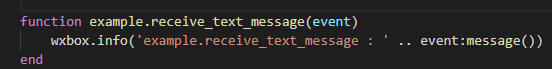 function example.receive_text_message(event)
    wxbox.info('example.receive_text_message : ' .. event:message())
end